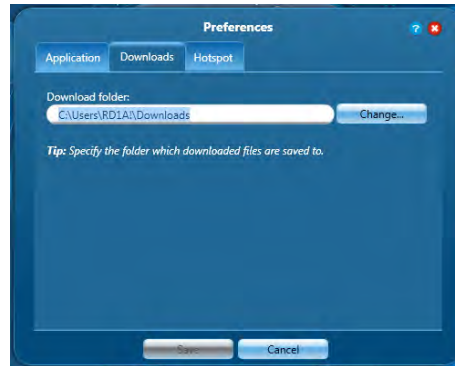 Preferences
?
Application Downloads Hotspot
Download folder:
C:\Users\RD1AI\Downloads
Change...
Tip: Specify the folder which downloaded files are saved to.
Save Cancel